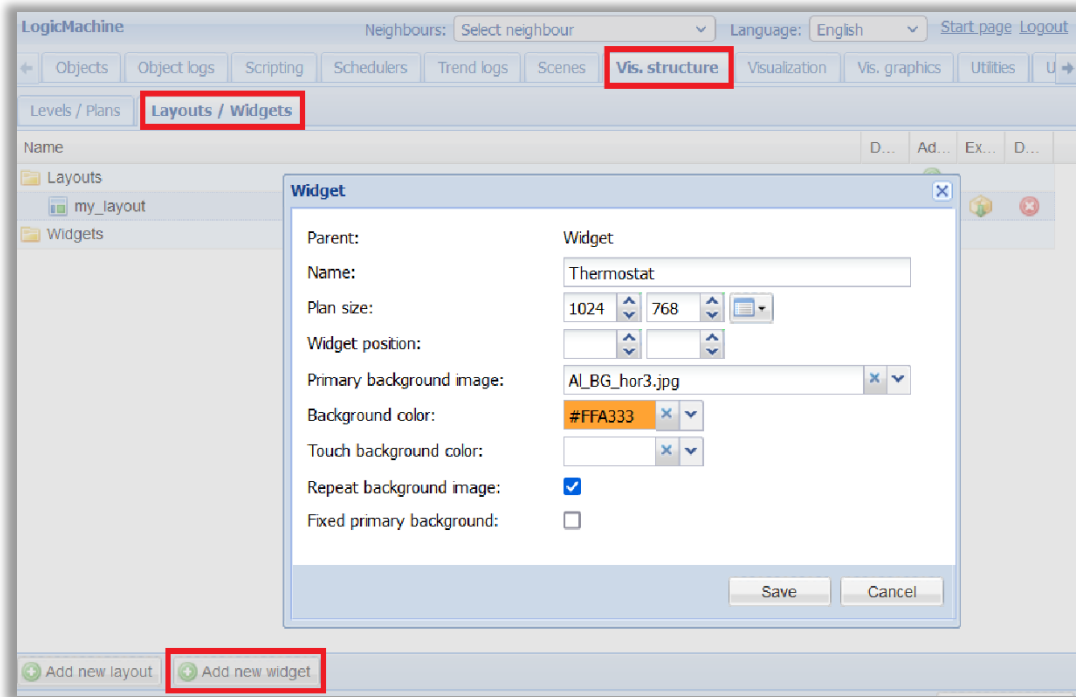 LogicMachine Neighbours: Select neighbour Language: English Start page Logout
Objects Object logs Scripting Schedulers Trend logs Scenes Vis. structure Visualization Vis. graphics Utilities U
Levels / Plans Layouts / Widgets
Name D... Ad... Ex... D...
Layouts
my_layout
Widgets
Widget
Parent: Widget
Name: Thermostat
Plan size: 1024 768
Widget position:
Primary background image: Al_BG_hor3.jpg
Background color: #FFA333
Touch background color:
Repeat background image:
Fixed primary background:
Save Cancel
Add new layout Add new widget